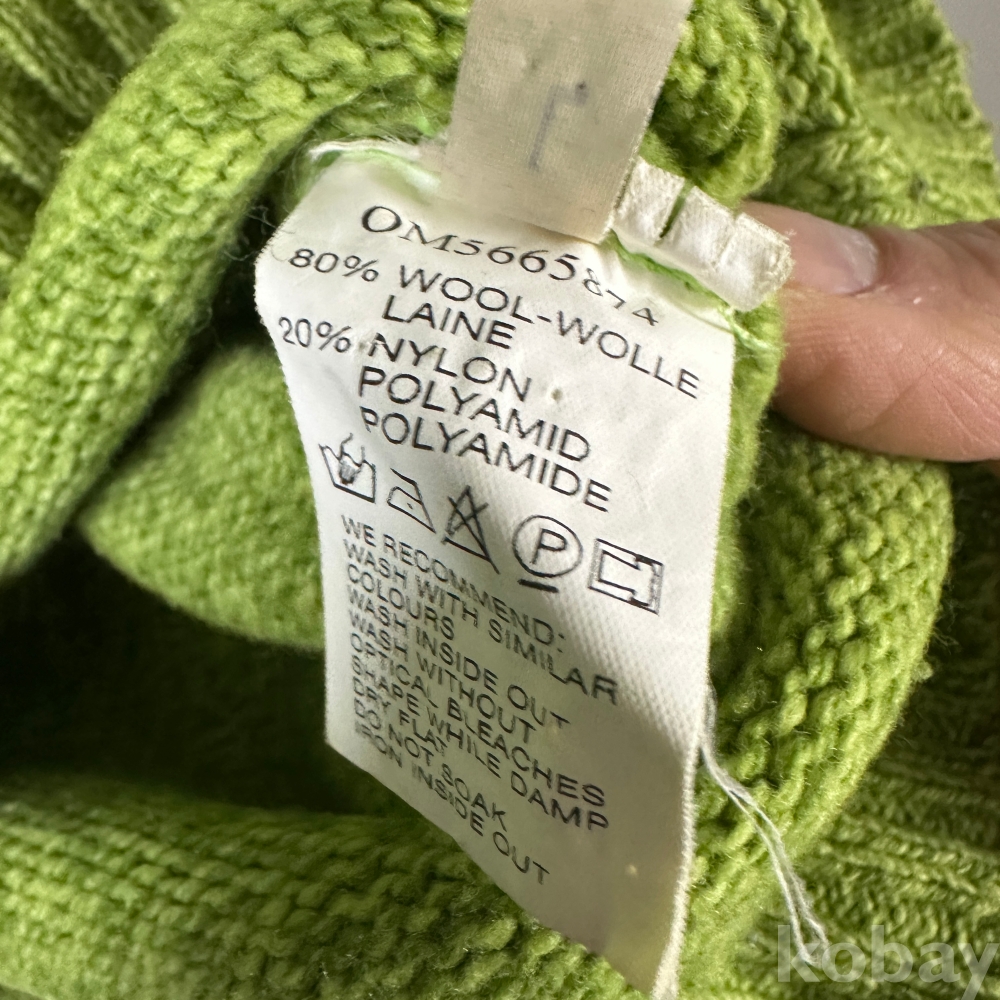 OM5665874
80% WOOL-WOLLE
LAINE
20% NYLON
POLYAMID
POLYAMIDE
P
WE RECOMMEND:
WASH WITH SIMILAR
COLOURS
WASH INSIDE OUT
WASH WITHOUT
OPTICAL BLEACHES
SHAPE WHILE DAMP
DRY FLAT
DO NOT SOAK
IRON INSIDE OUT
kobay